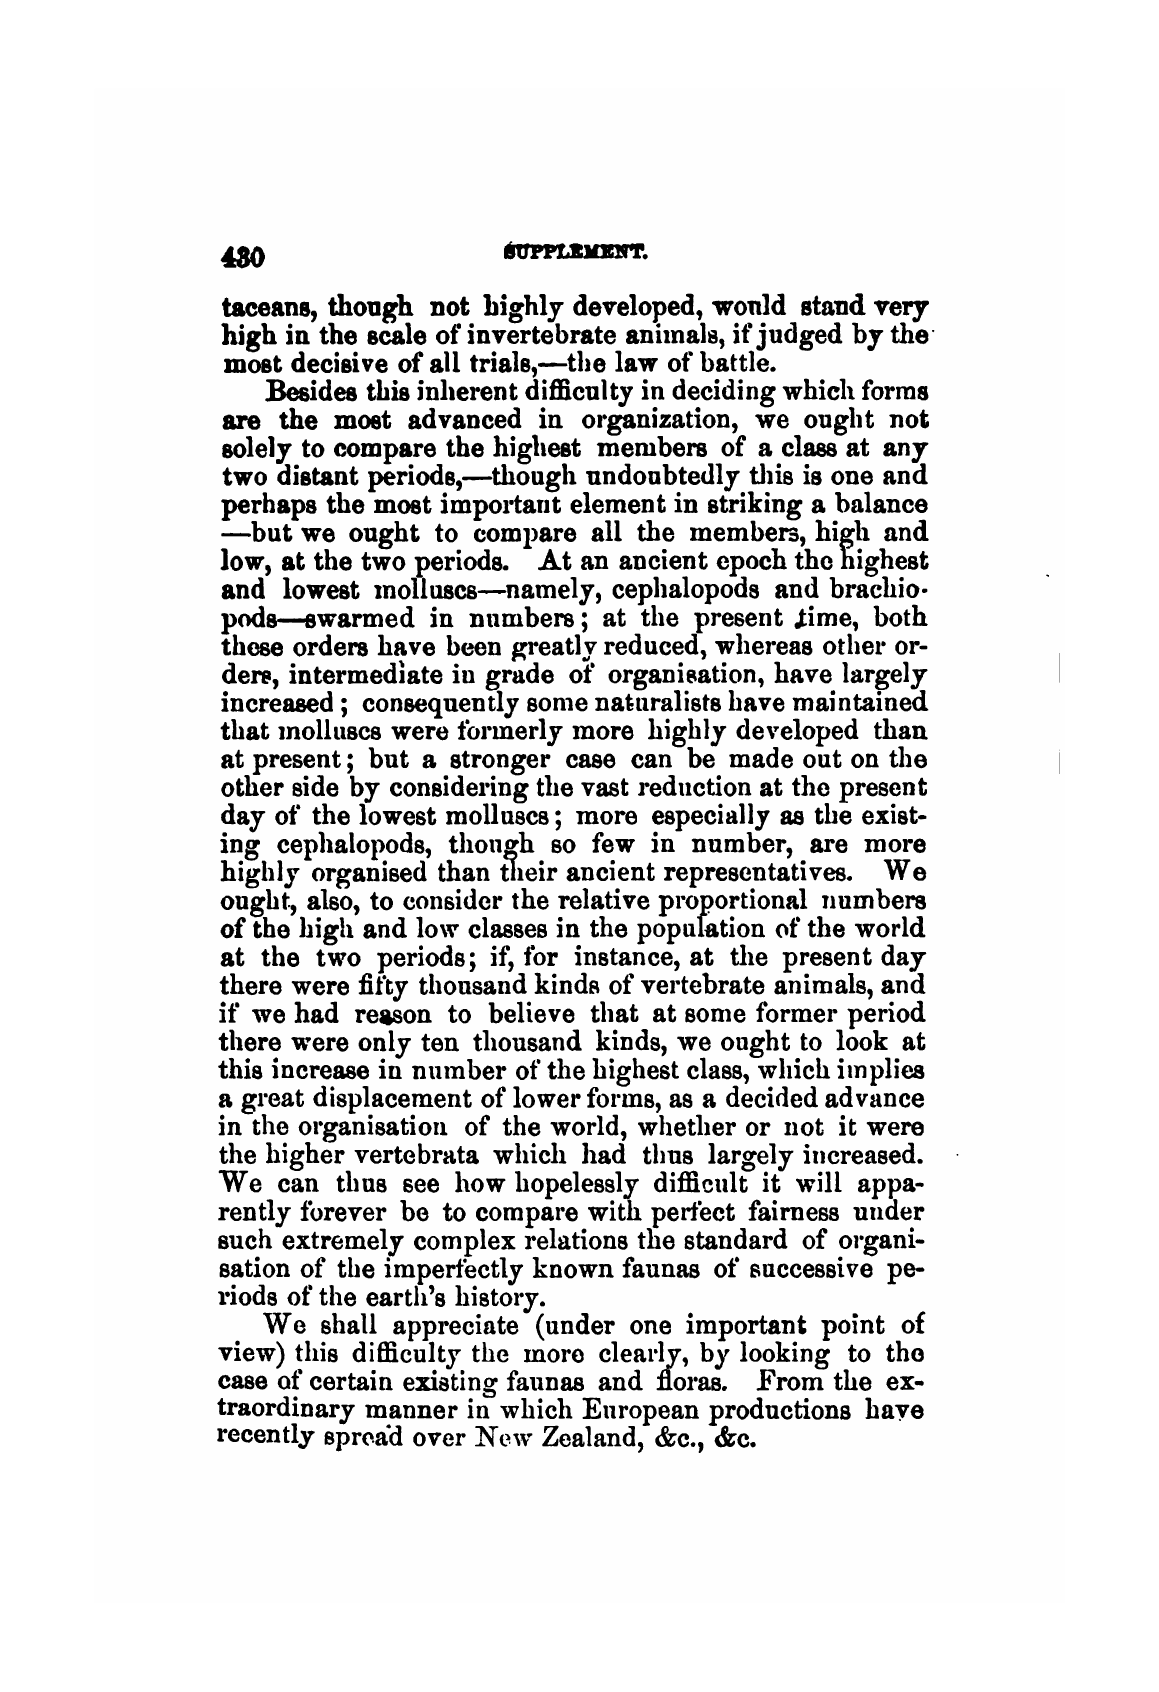 430
SUPPLEMENT.
taceans, though not highly developed, would stand very
high in the scale of invertebrate animals, if judged by the
most decisive of all trials,—the law of battle.
Besides this inherent difficulty in deciding which forms
are the most advanced in organization, we ought not
solely to compare the highest members of a class at any
two distant periods,—though undoubtedly this is one and
perhaps the most important element in striking a balance
—but we ought to compare all the members, high and
low, at the two periods. At an ancient epoch the highest
and lowest molluscs—namely, cephalopods and brachio-
pods—swarmed in numbers; at the present time, both
these orders have been greatly reduced, whereas other or-
ders, intermediate in grade of organisation, have largely
increased; consequently some naturalists have maintained
that molluscs were formerly more highly developed than
at present; but a stronger case can be made out on the
other side by considering the vast reduction at the present
day of the lowest molluscs; more especially as the exist-
ing cephalopods, though so few in number, are more
highly organised than their ancient representatives. We
ought, also, to consider the relative proportional numbers
of the high and low classes in the population of the world
at the two periods; if, for instance, at the present day
there were fifty thousand kinds of vertebrate animals, and
if we had reason to believe that at some former period
there were only ten thousand kinds, we ought to look at
this increase in number of the highest class, which implies
a great displacement of lower forms, as a decided advance
in the organisation of the world, whether or not it were
the higher vertebrata which had thus largely increased.
We can thus see how hopelessly difficult it will appa-
rently forever be to compare with perfect fairness under
such extremely complex relations the standard of organi-
sation of the imperfectly known faunas of successive pe-
riods of the earth's history.
We shall appreciate (under one important point of
view) this difficulty the more clearly, by looking to the
case of certain existing faunas and floras. From the ex-
traordinary manner in which European productions have
recently spread over New Zealand, &c., &c.